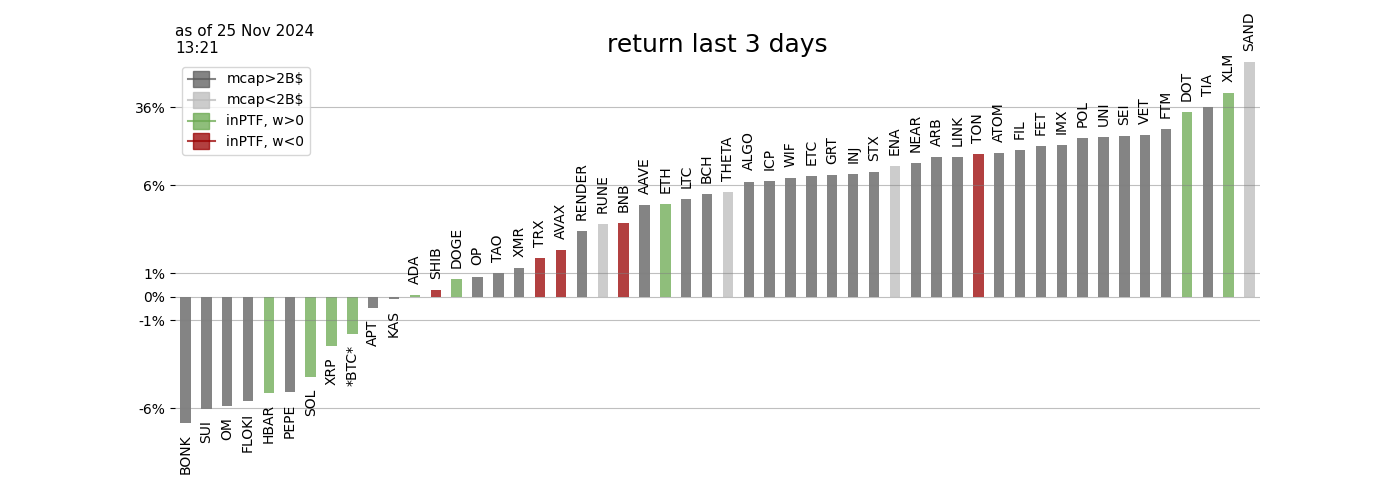 as of 25 Nov 2024
13:21
return last 3 days
mcap>2B$
mcap<2B$
inPTF, w>0
inPTF, w<0
36%
6%
1%
0%
-1%
-6%
BONK
SUI
OM
FLOKI
HBAR
PEPE
SOL
XRP
*BTC*
APT
KAS
ADA
SHIB
DOGE
OP
TAO
XMR
TRX
AVAX
RENDER
RUNE
BNB
AAVE
ETH
LTC
BCH
THETA
ALGO
ICP
WIF
ETC
GRT
INJ
STX
ENA
NEAR
ARB
LINK
TON
ATOM
FIL
FET
IMX
POL
UNI
SEI
VET
FTM
DOT
TIA
XLM
SAND